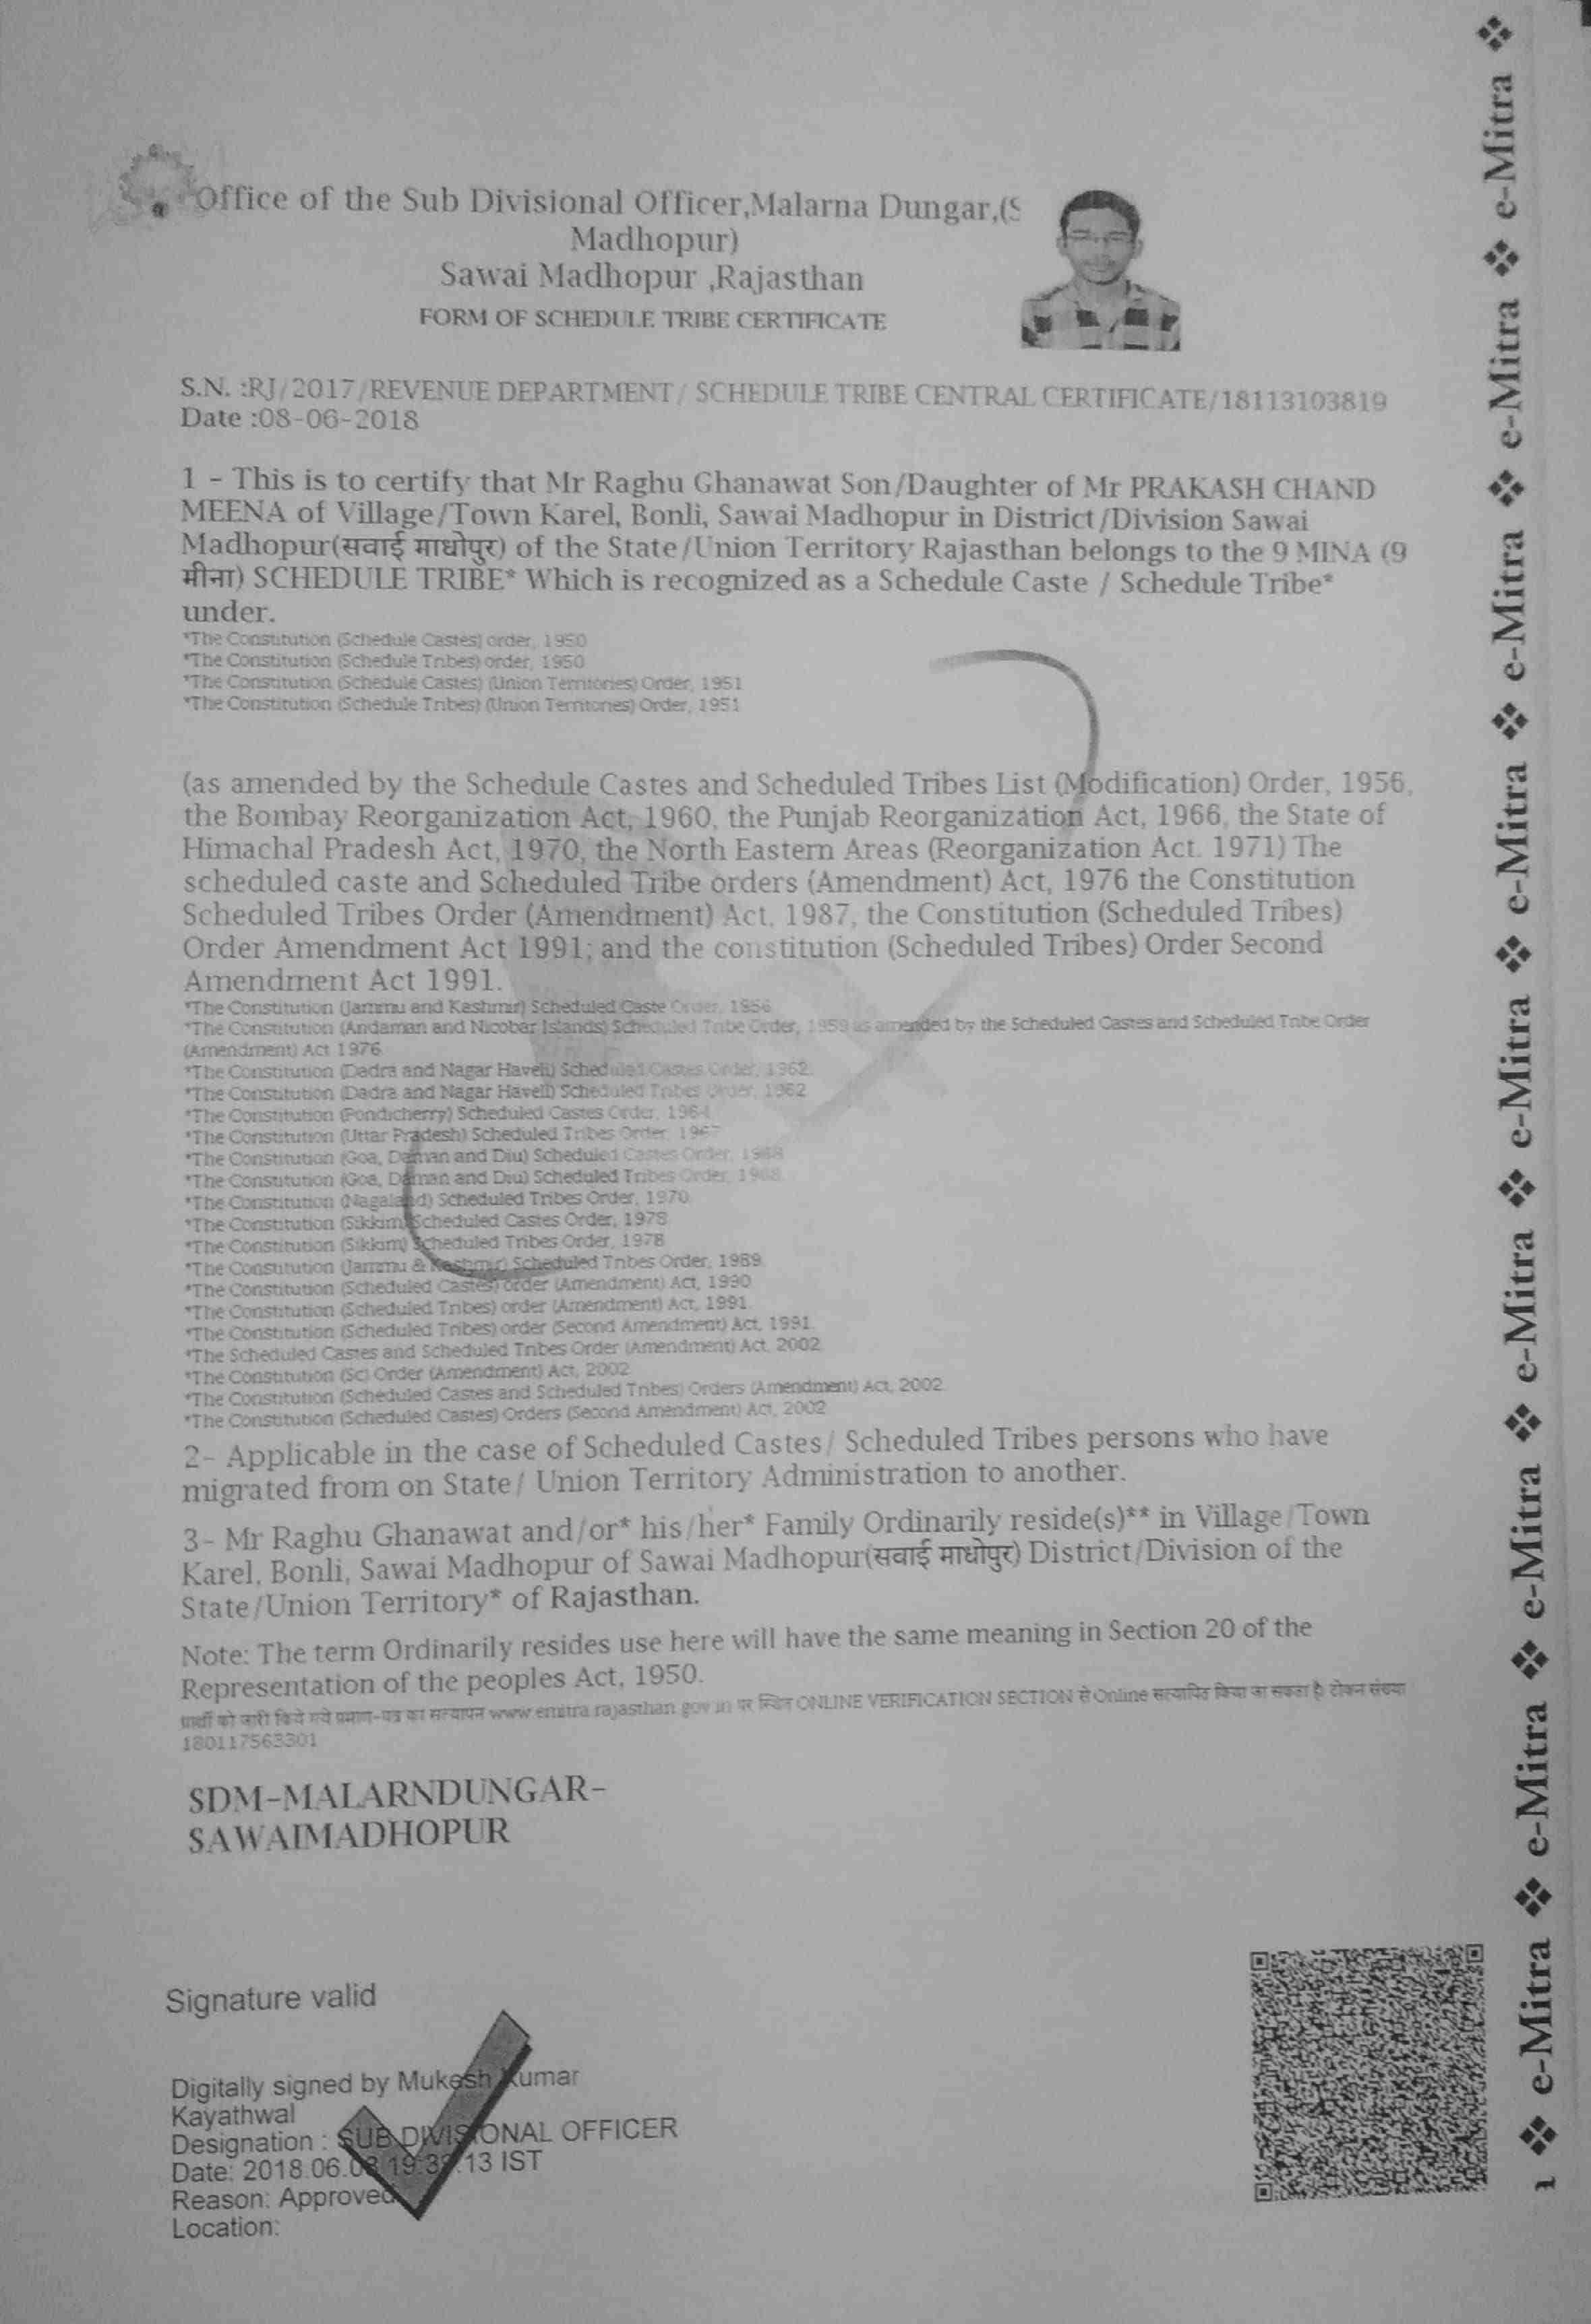 Office of the Sub Divisional Officer,Malarna Dungar,(S
Madhopur)
Sawai Madhopur ,Rajasthan
FORM OF SCHEDULE TRIBE CERTIFICATE
S.N. :RJ/2017/REVENUE DEPARTMENT/ SCHEDULE TRIBE CENTRAL CERTIFICATE/18113103819
Date :08-06-2018
1 - This is to certify that Mr Raghu Ghanawat Son/Daughter of Mr PRAKASH CHAND
MEENA of Village/Town Karel, Bonli, Sawai Madhopur in District/Division Sawai
Madhopur(सवाई माधोपुर) of the State/Union Territory Rajasthan belongs to the 9 MINA (9
मीना) SCHEDULE TRIBE* Which is recognized as a Schedule Caste / Schedule Tribe*
under.
*The Constitution (Schedule Castes) order, 1950
*The Constitution (Schedule Tribes) order, 1950
*The Constitution (Schedule Castes) (Union Territories) Order, 1951
*The Constitution (Schedule Tribes) (Union Territories) Order, 1951
(as amended by the Schedule Castes and Scheduled Tribes List (Modification) Order, 1956,
the Bombay Reorganization Act, 1960, the Punjab Reorganization Act, 1966, the State of
Himachal Pradesh Act, 1970, the North Eastern Areas (Reorganization Act. 1971) The
scheduled caste and Scheduled Tribe orders (Amendment) Act, 1976 the Constitution
Scheduled Tribes Order (Amendment) Act, 1987, the Constitution (Scheduled Tribes)
Order Amendment Act 1991; and the constitution (Scheduled Tribes) Order Second
Amendment Act 1991.
*The Constitution (Jammu and Kashmir) Scheduled Caste Order, 1956
*The Constitution (Andaman and Nicobar Islands) Scheduled Tribe Order, 1959 as amended by the Scheduled Castes and Scheduled Tribe Order
(Amendment) Act 1976
*The Constitution (Dadra and Nagar Haveli) Scheduled Castes Order, 1962
*The Constitution (Dadra and Nagar Haveli) Scheduled Tribes Order, 1962
*The Constitution (Pondicherry) Scheduled Castes Order, 1964
*The Constitution (Uttar Pradesh) Scheduled Tribes Order, 1967
*The Constitution (Goa, Daman and Diu) Scheduled Castes Order, 1968
*The Constitution (Goa, Daman and Diu) Scheduled Tribes Order, 1968
*The Constitution (Nagaland) Scheduled Tribes Order, 1970
*The Constitution (Sikkim) Scheduled Castes Order, 1978
*The Constitution (Sikkim) Scheduled Tribes Order, 1978
*The Constitution (Jammu & Kashmir) Scheduled Tribes Order, 1989
*The Constitution (Scheduled Castes) order (Amendment) Act, 1990
*The Constitution (Scheduled Tribes) order (Amendment) Act, 1991
*The Constitution (Scheduled Tribes) order (Second Amendment) Act, 1991
*The Scheduled Castes and Scheduled Tribes Order (Amendment) Act, 2002
*The Constitution (Sc) Order (Amendment) Act, 2002
*The Constitution (Scheduled Castes and Scheduled Tribes) Orders (Amendment) Act, 2002
*The Constitution (Scheduled Castes) Orders (Second Amendment) Act, 2002
2- Applicable in the case of Scheduled Castes/ Scheduled Tribes persons who have
migrated from on State/ Union Territory Administration to another.
3- Mr Raghu Ghanawat and/or* his/her* Family Ordinarily reside(s)** in Village/Town
Karel, Bonli, Sawai Madhopur of Sawai Madhopur(सवाई माधोपुर) District/Division of the
State/Union Territory* of Rajasthan.
Note: The term Ordinarily resides use here will have the same meaning in Section 20 of the
Representation of the peoples Act, 1950.
प्रार्थी को जारी किये गये प्रमाण-पत्र का सत्यापन www emitra rajasthan gov in पर स्थित ONLINE VERIFICATION SECTION से Online सत्यापित किया जा सकता है| टोकन संख्या
180117563301
SDM-MALARNDUNGAR-
SAWAIMADHOPUR
Signature valid
Digitally signed by Mukesh Kumar
Kayathwal
Designation : SUB DIVISIONAL OFFICER
Date: 2018.06.08 19:39:13 IST
Reason: Approved
Location:
e-Mitra ❖ e-Mitra ❖ e-Mitra ❖ e-Mitra ❖ e-Mitra ❖ e-Mitra ❖ e-Mitra ❖ e-Mitra ❖ e-Mitra ❖